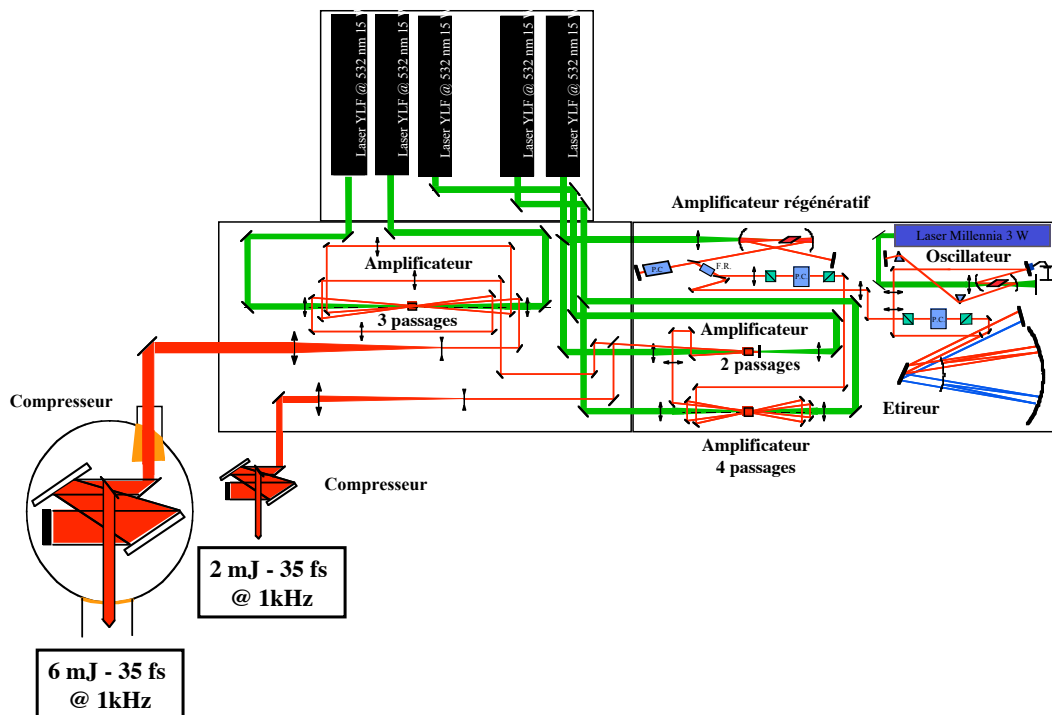 Laser YLF @ 532 nm 15 W
Laser YLF @ 532 nm 15 W
Laser YLF @ 532 nm 15 W
Laser YLF @ 532 nm 15 W
Laser YLF @ 532 nm 15 W
Amplificateur régénératif
Laser Millennia 3 W
Oscillateur
P.C
F.R.
P.C
P.C
Amplificateur
3 passages
Amplificateur
2 passages
Etireur
Amplificateur
4 passages
Compresseur
Compresseur
2 mJ - 35 fs
@ 1kHz
6 mJ - 35 fs
@ 1kHz